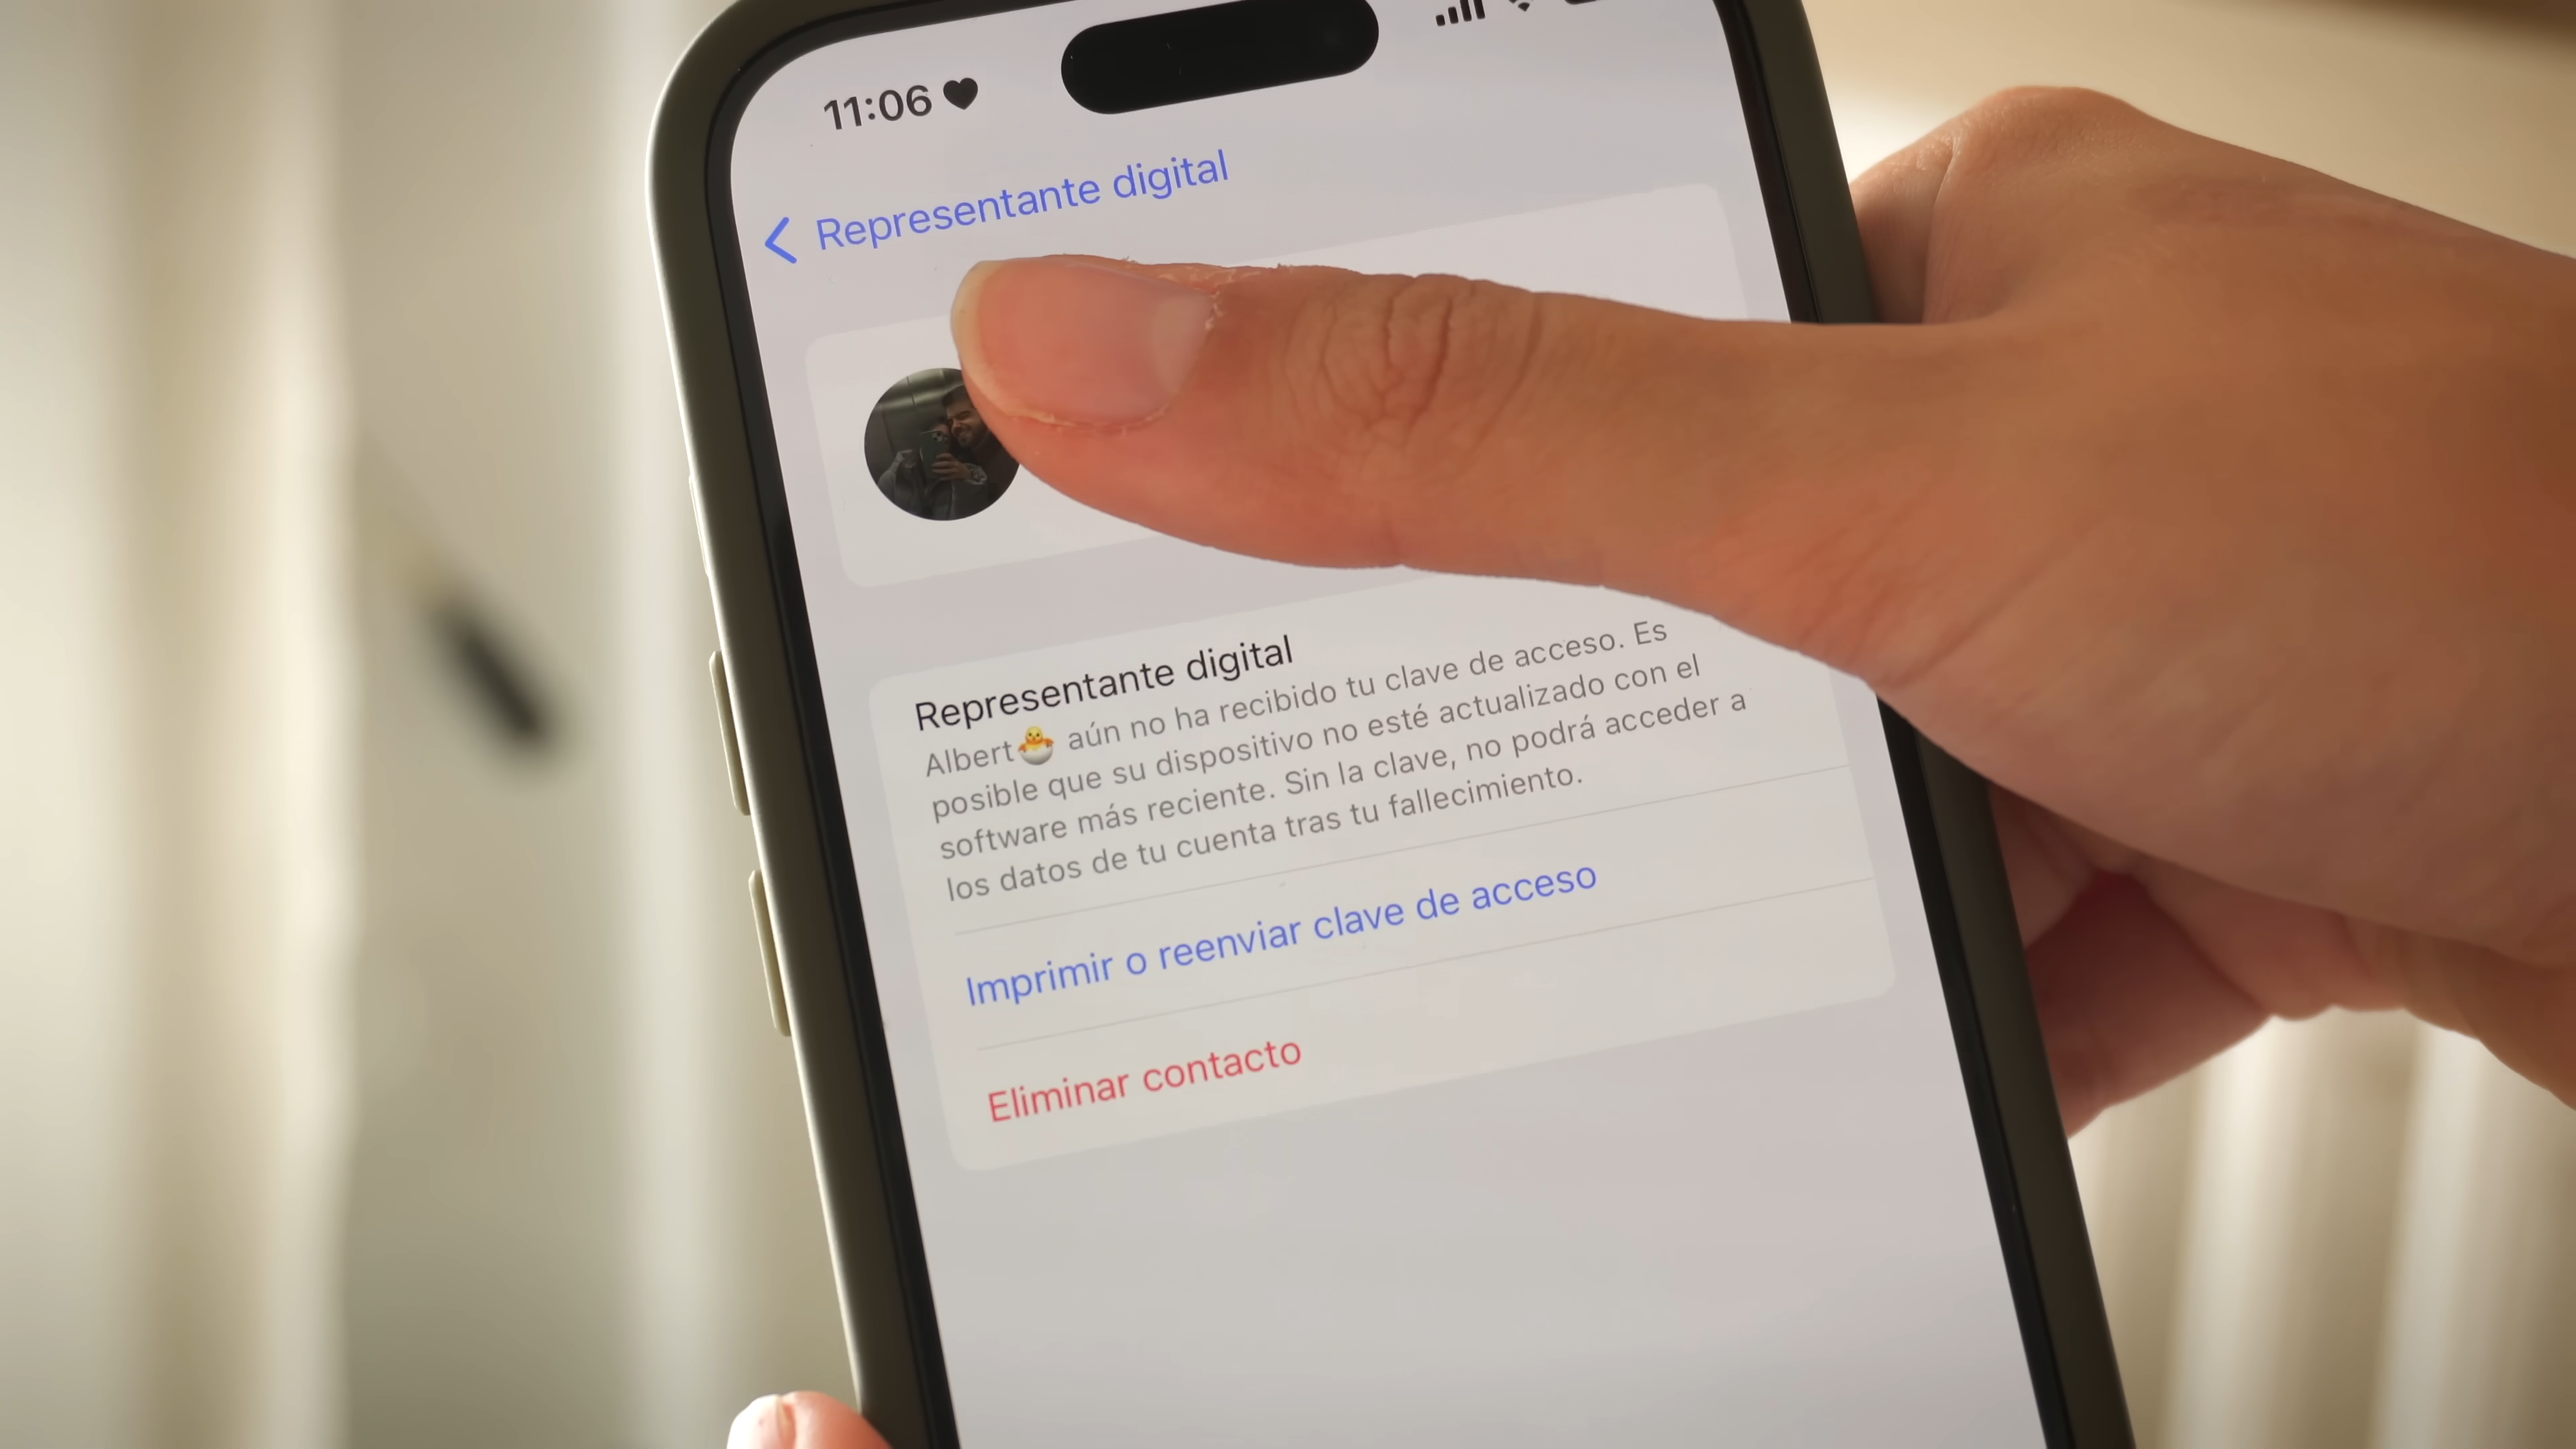 11:06
Representante digital
Representante digital
Albert🐣 aún no ha recibido tu clave de acceso. Es
posible que su dispositivo no esté actualizado con el
software más reciente. Sin la clave, no podrá acceder a
los datos de tu cuenta tras tu fallecimiento.
Imprimir o reenviar clave de acceso
Eliminar contacto